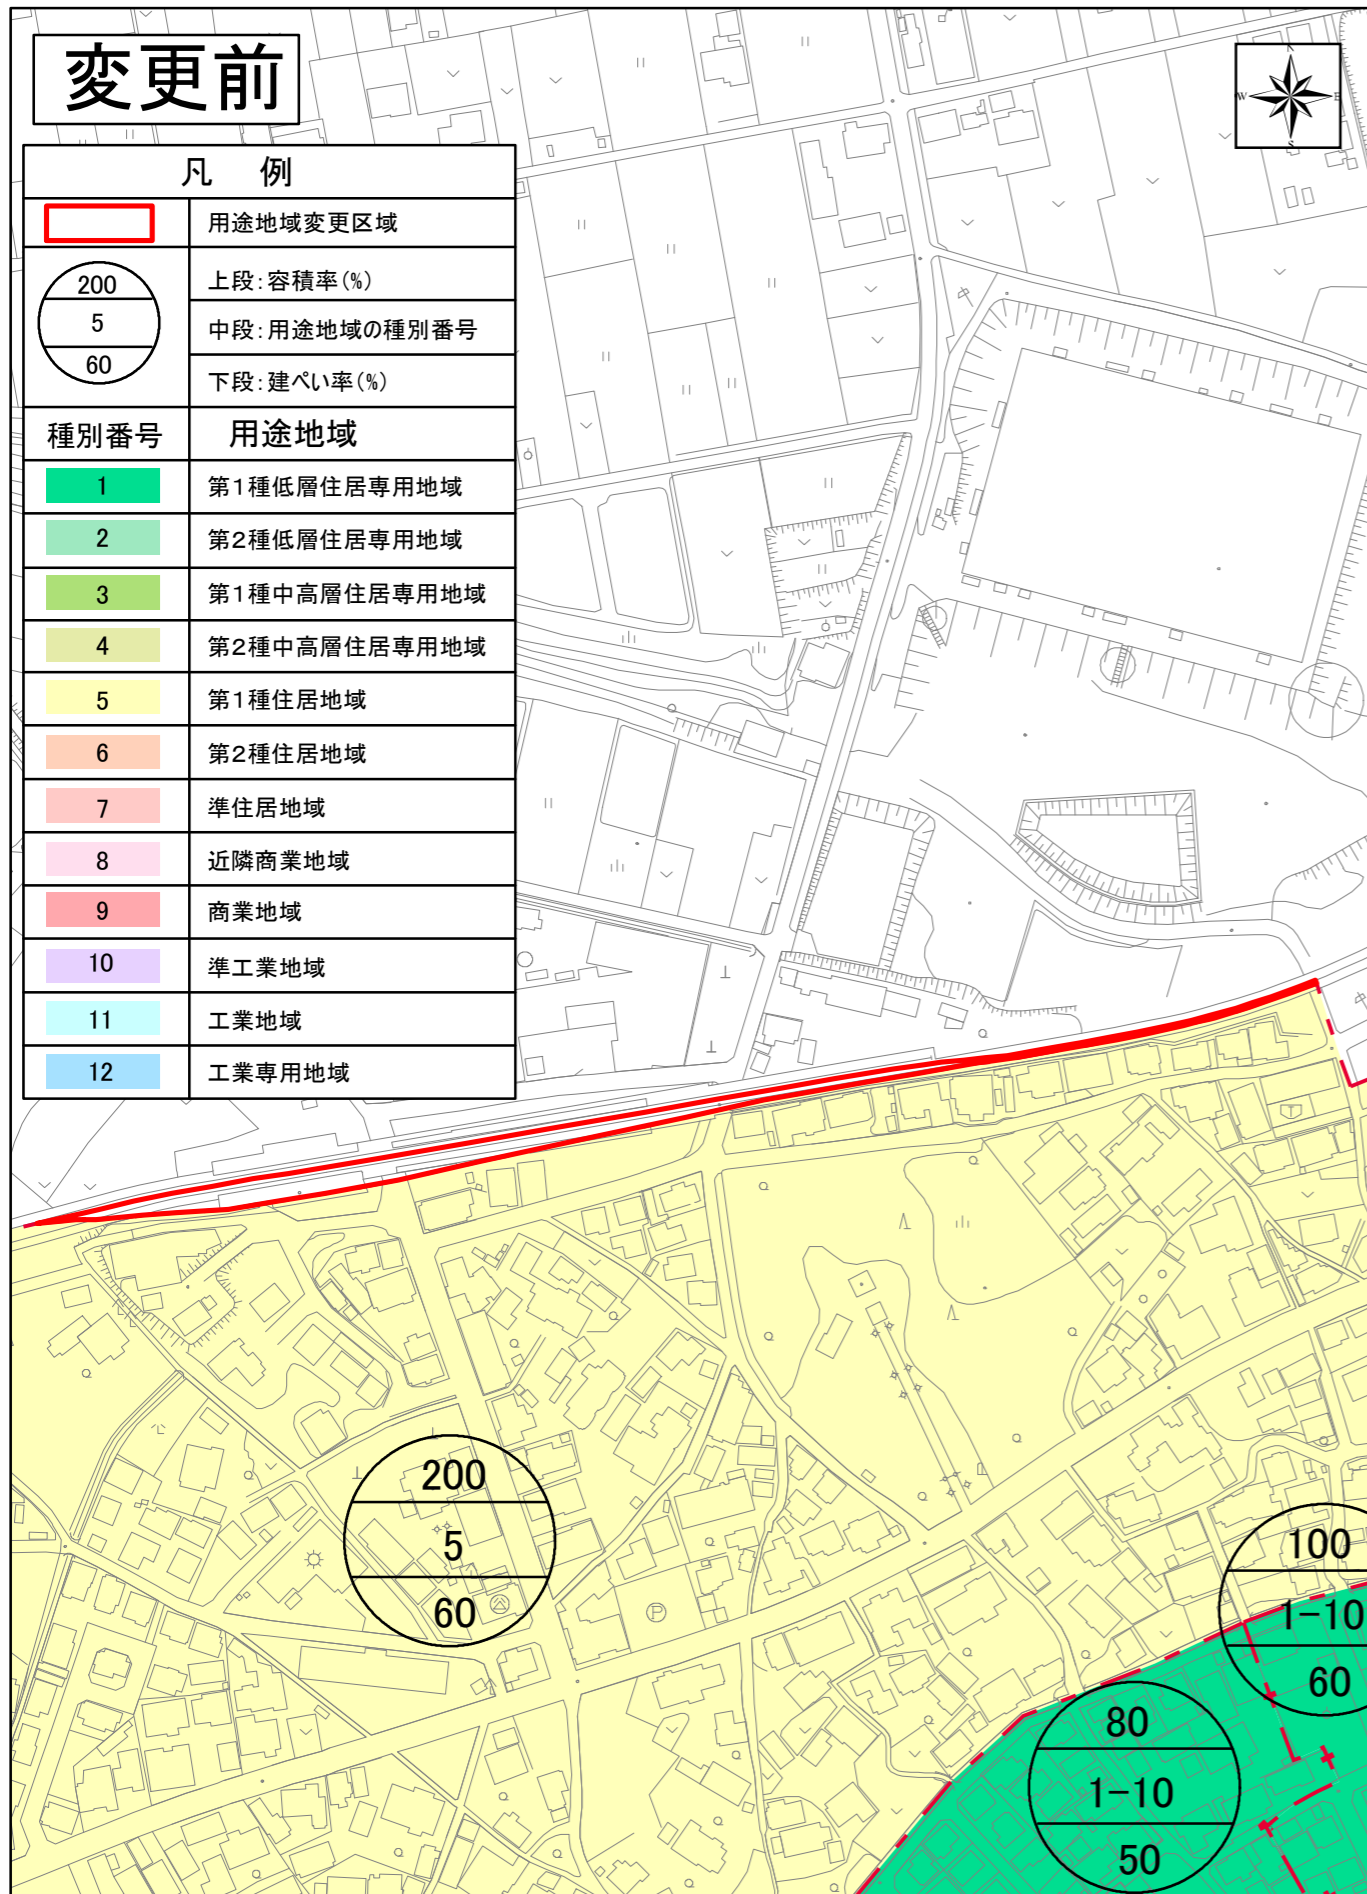 変更前
N
W
E
S
凡 例
用途地域変更区域
200
5
60
上段:容積率(%)
中段:用途地域の種別番号
下段:建ぺい率(%)
種別番号 用途地域
1 第1種低層住居専用地域
2 第2種低層住居専用地域
3 第1種中高層住居専用地域
4 第2種中高層住居専用地域
5 第1種住居地域
6 第2種住居地域
7 準住居地域
8 近隣商業地域
9 商業地域
10 準工業地域
11 工業地域
12 工業専用地域
200
5
60
P
100
1-10
60
80
1-10
50